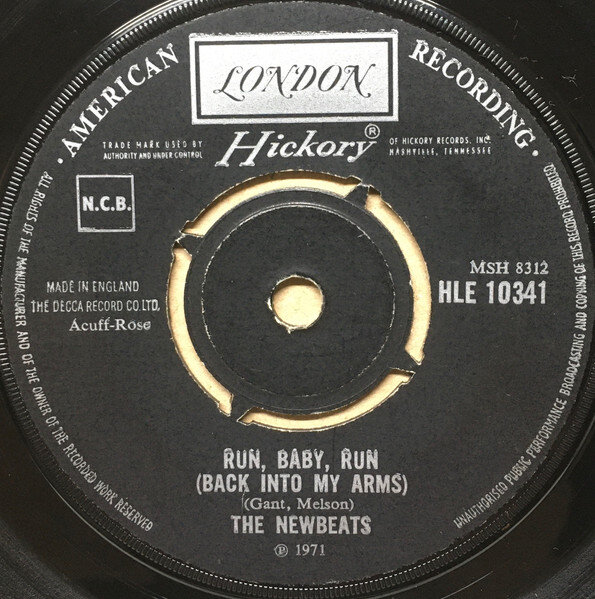 · AMERICAN RECORDING ·
LONDON
Hickory®
TRADE MARK USED BY
AUTHORITY AND UNDER CONTROL
OF HICKORY RECORDS, INC.
NASHVILLE, TENNESSEE
N.C.B.
MADE IN ENGLAND
THE DECCA RECORD CO. LTD.
Acuff-Rose
MSH 8312
HLE 10341
RUN, BABY, RUN
(BACK INTO MY ARMS)
(Gant, Melson)
THE NEWBEATS
℗ 1971
ALL RIGHTS OF THE MANUFACTURER AND OF THE OWNER OF THE RECORDED WORK RESERVED
UNAUTHORISED PUBLIC PERFORMANCE BROADCASTING AND COPYING OF THIS RECORD PROHIBITED.